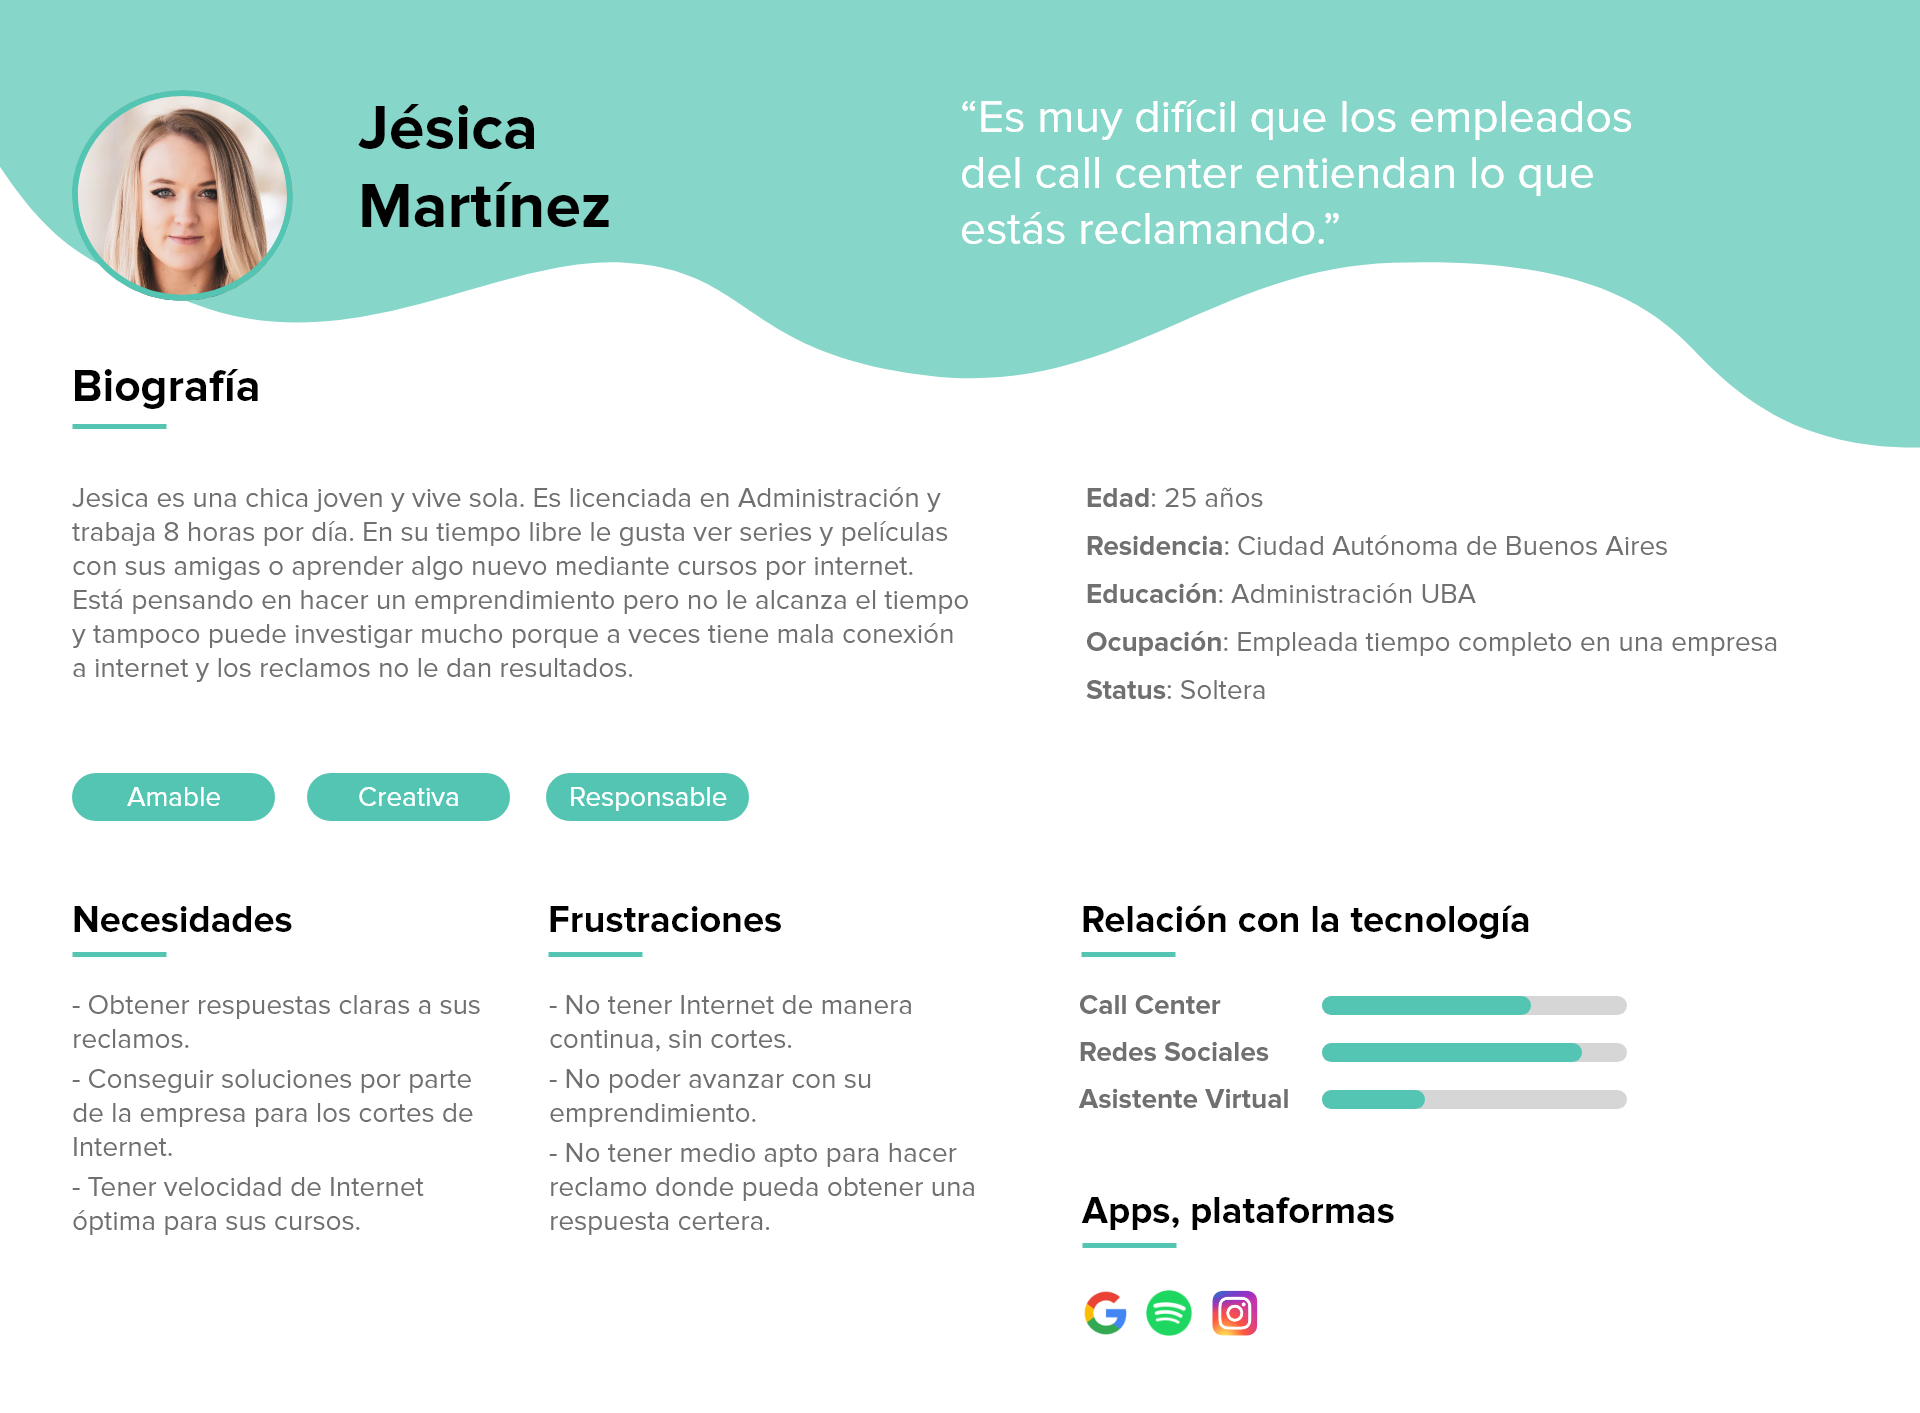 Jésica
Martínez
“Es muy difícil que los empleados
del call center entiendan lo que
estás reclamando.”
Biografía
Jesica es una chica joven y vive sola. Es licenciada en Administración y
trabaja 8 horas por día. En su tiempo libre le gusta ver series y películas
con sus amigas o aprender algo nuevo mediante cursos por internet.
Está pensando en hacer un emprendimiento pero no le alcanza el tiempo
y tampoco puede investigar mucho porque a veces tiene mala conexión
a internet y los reclamos no le dan resultados.
Edad: 25 años
Residencia: Ciudad Autónoma de Buenos Aires
Educación: Administración UBA
Ocupación: Empleada tiempo completo en una empresa
Status: Soltera
Amable
Creativa
Responsable
Necesidades
- Obtener respuestas claras a sus
reclamos.
- Conseguir soluciones por parte
de la empresa para los cortes de
Internet.
- Tener velocidad de Internet
óptima para sus cursos.
Frustraciones
- No tener Internet de manera
continua, sin cortes.
- No poder avanzar con su
emprendimiento.
- No tener medio apto para hacer
reclamo donde pueda obtener una
respuesta certera.
Relación con la tecnología
Call Center
Redes Sociales
Asistente Virtual
Apps, plataformas